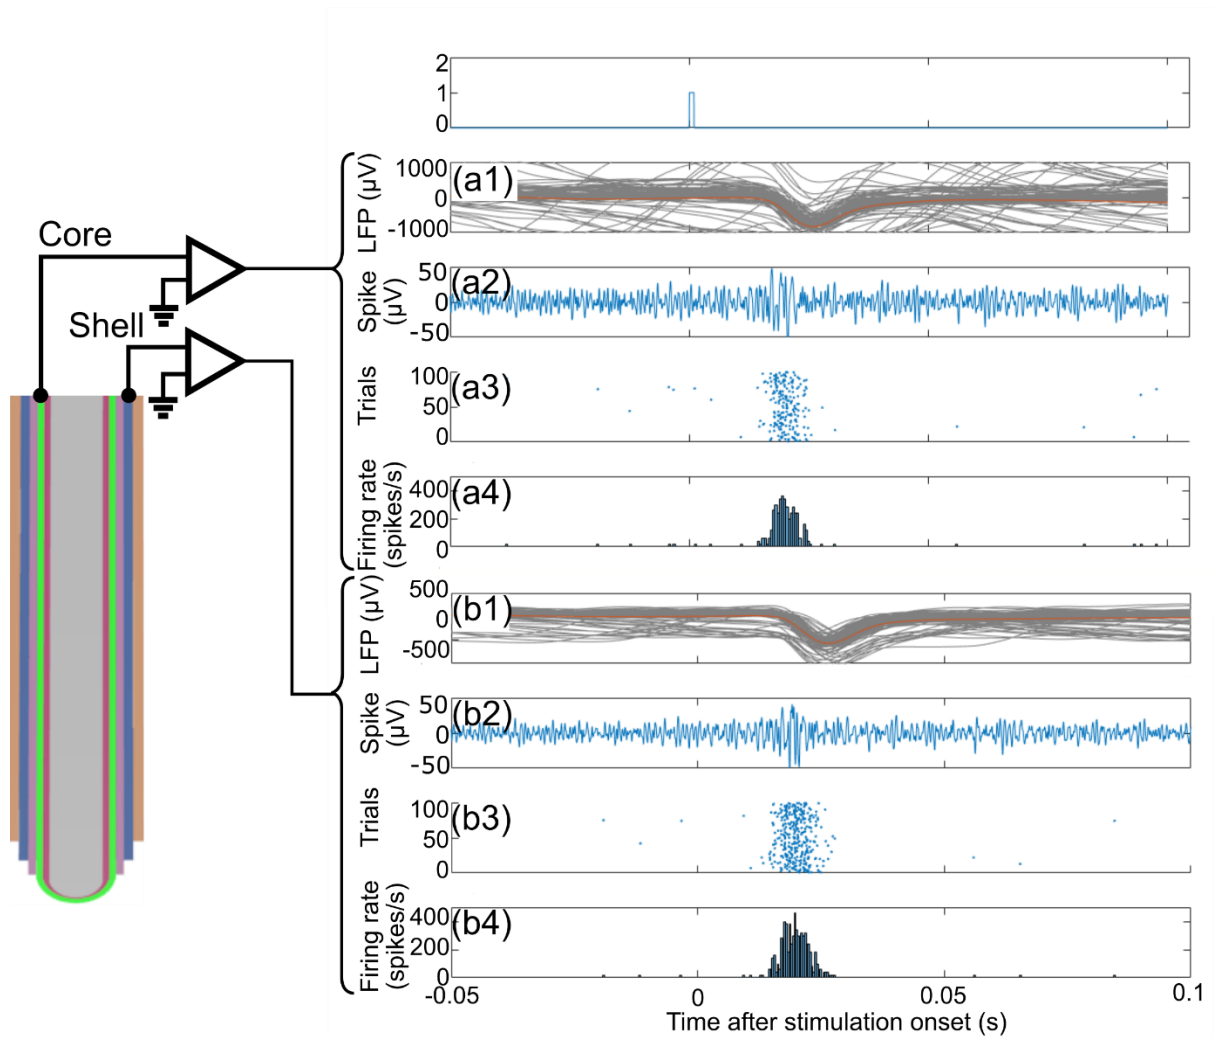 2
1
0
Core
Shell
LFP (µV)
1000
0
-1000
(a1)
Spike
(µV)
50
0
-50
(a2)
Trials
100
50
0
(a3)
Firing rate
(spikes/s)
400
200
0
(a4)
LFP (µV)
500
0
-500
(b1)
Spike
(µV)
50
0
-50
(b2)
Trials
100
50
0
(b3)
Firing rate
(spikes/s)
400
200
0
(b4)
-0.05 0 0.05 0.1
Time after stimulation onset (s)